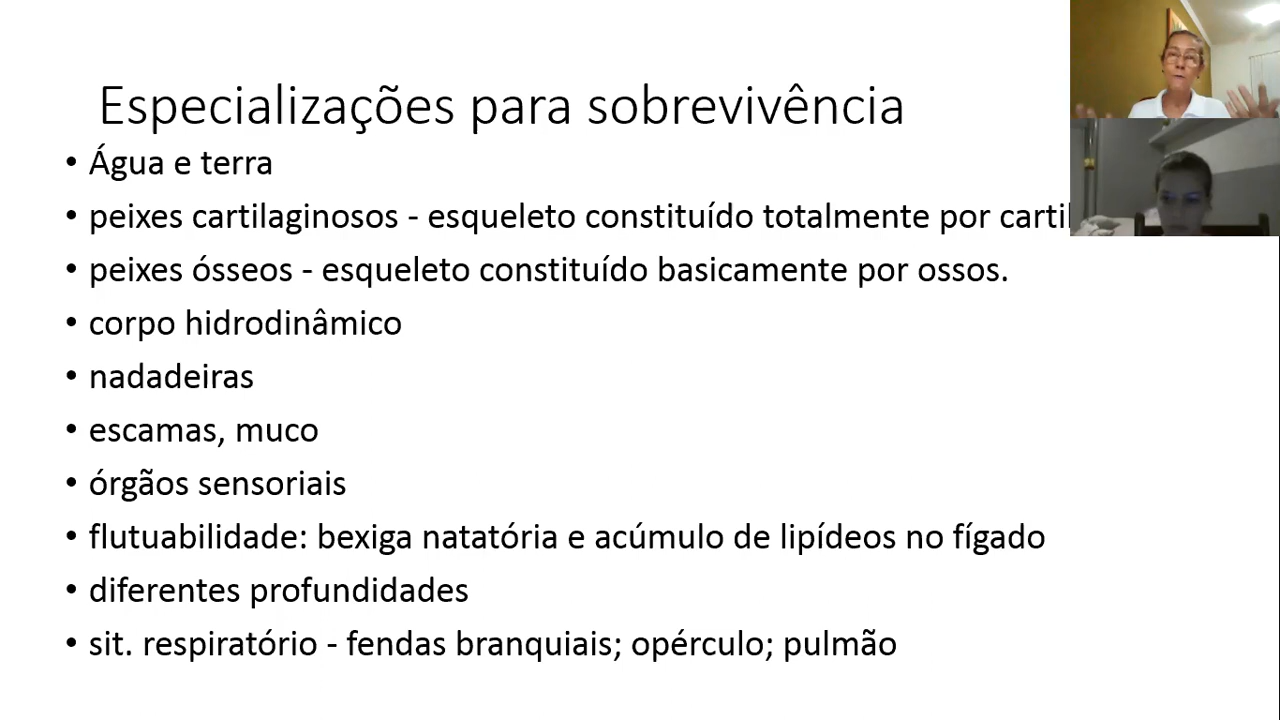 Especializações para sobrevivência
• Água e terra
• peixes cartilaginosos - esqueleto constituído totalmente por
• peixes ósseos - esqueleto constituído basicamente por ossos.
• corpo hidrodinâmico
• nadadeiras
• escamas, muco
• órgãos sensoriais
• flutuabilidade: bexiga natatória e acúmulo de lipídeos no fígado
• diferentes profundidades
• sit. respiratório - fendas branquiais; opérculo; pulmão